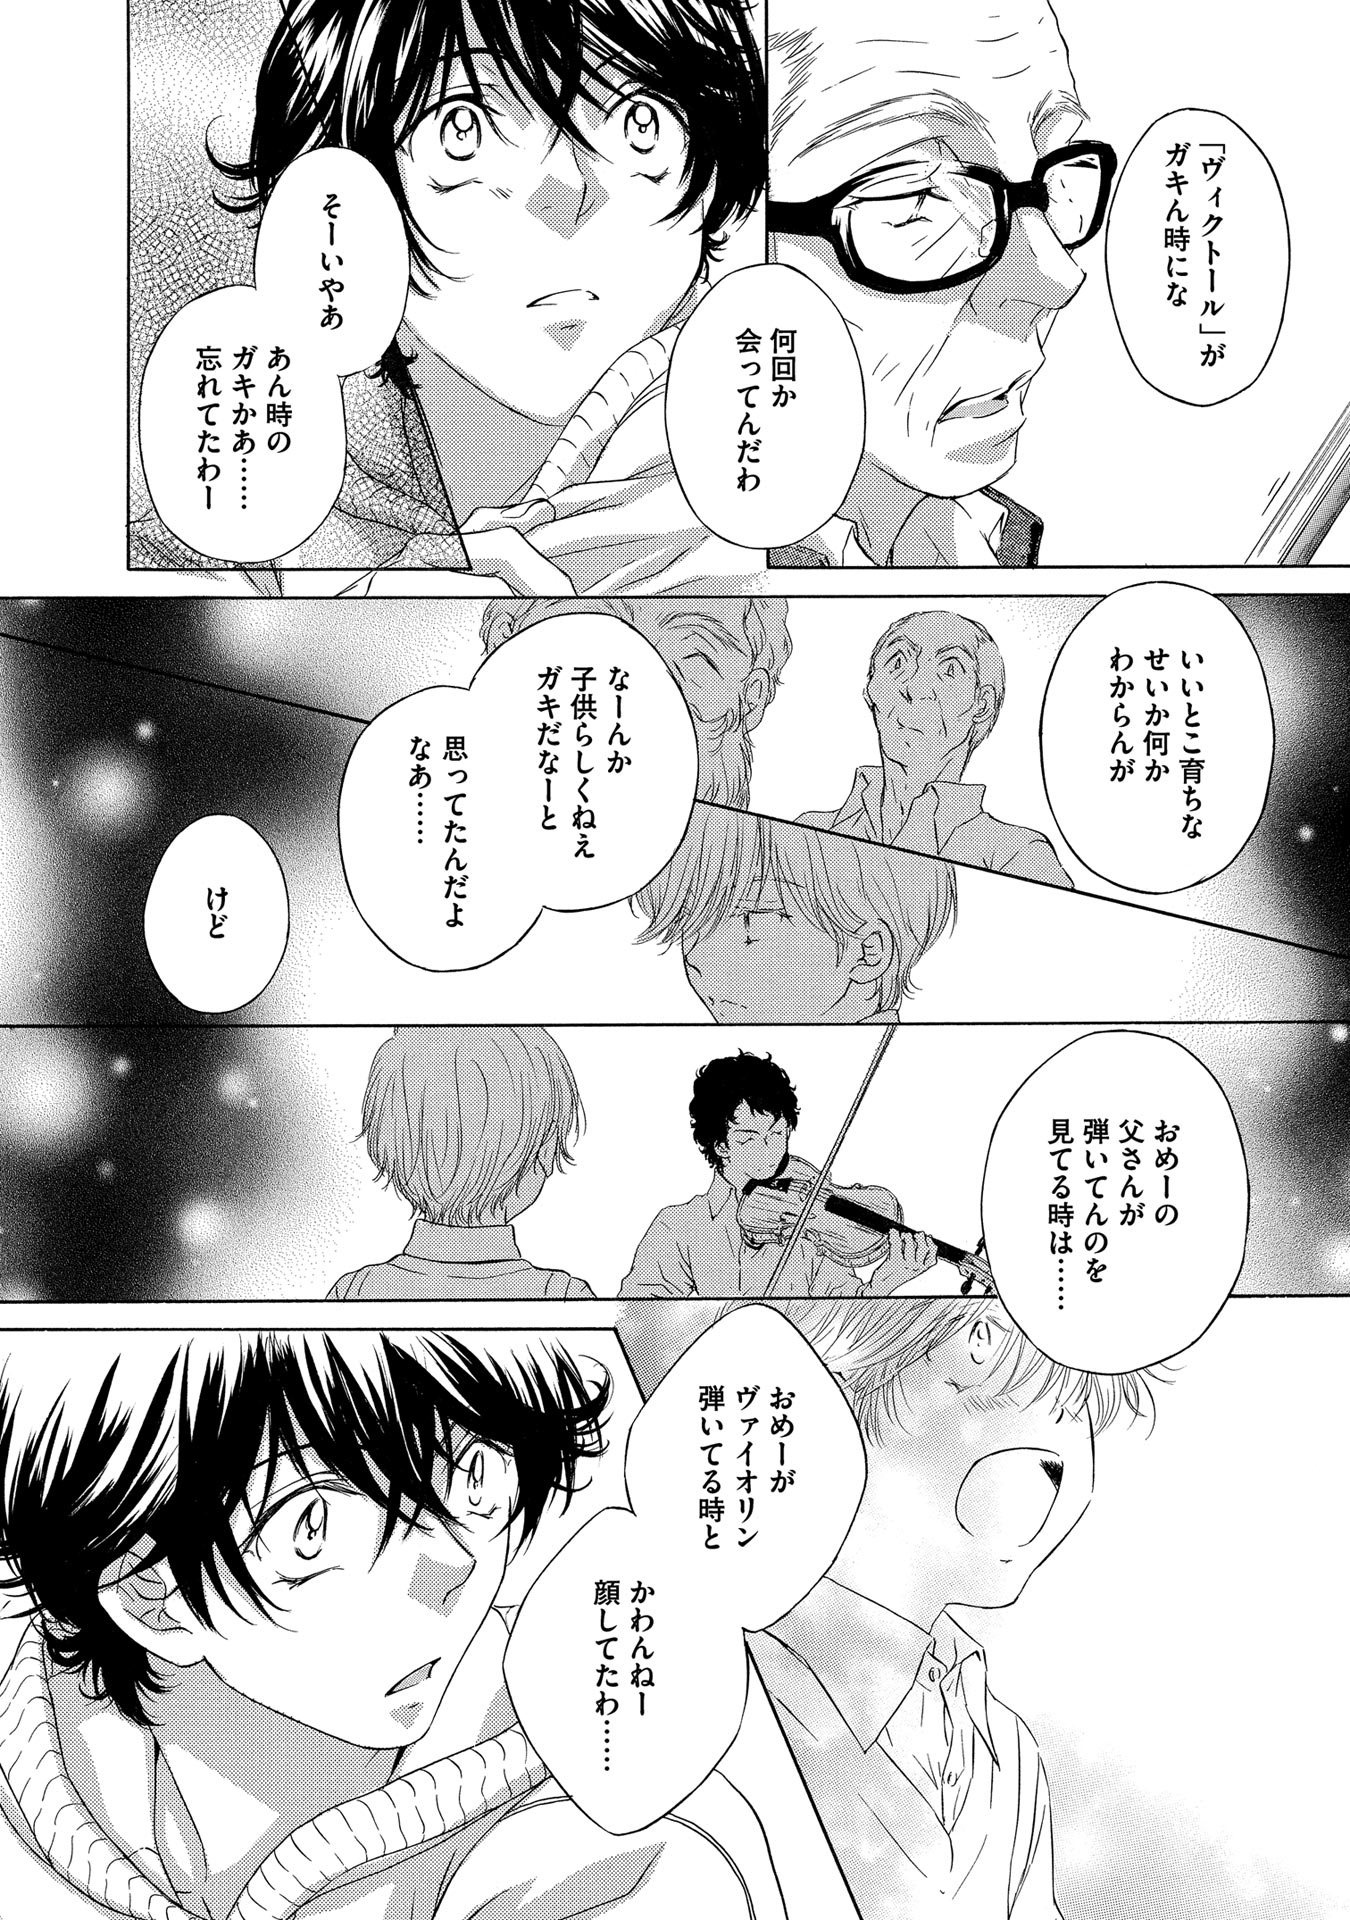 「ヴィクトール」が
ガキん時にな
何回か
会ってんだわ
そーいやあ
あん時の
ガキかあ……
忘れてたわー
いいとこ育ちな
せいか何か
わからんが
なーんか
子供らしくねえ
ガキだなーと
思ってたんだよ
なあ……
けど
おめーの
父さんが
弾いてんのを
見てる時は……
おめーが
ヴァイオリン
弾いてる時と
かわんねー
顔してたわ……